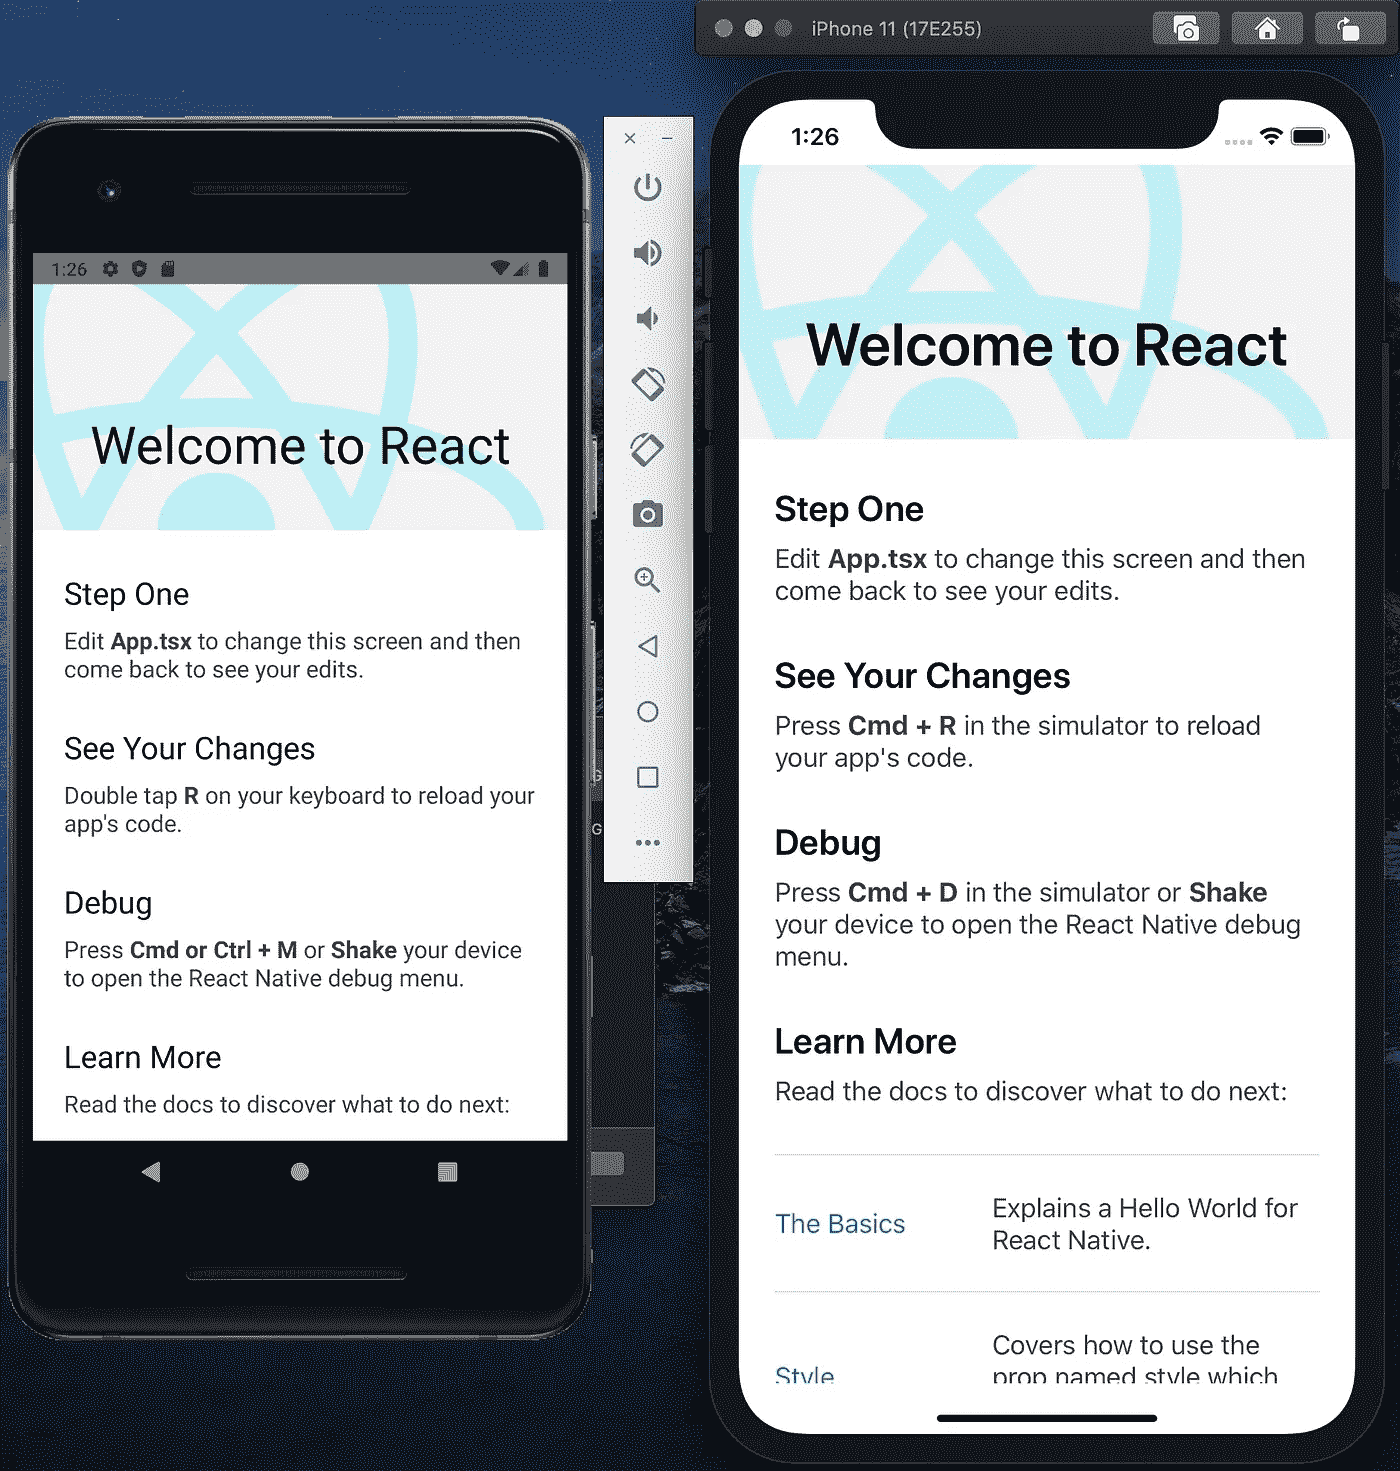 iPhone 11 (17E255)
1:26
Welcome to React
Step One
Edit App.tsx to change this screen and then
come back to see your edits.
See Your Changes
Double tap R on your keyboard to reload your
app's code.
Debug
Press Cmd or Ctrl + M or Shake your device
to open the React Native debug menu.
Learn More
Read the docs to discover what to do next:
G
G
1:26
Welcome to React
Step One
Edit App.tsx to change this screen and then
come back to see your edits.
See Your Changes
Press Cmd + R in the simulator to reload
your app's code.
Debug
Press Cmd + D in the simulator or Shake
your device to open the React Native debug
menu.
Learn More
Read the docs to discover what to do next:
The Basics
Explains a Hello World for
React Native.
Style
Covers how to use the
prop named style which